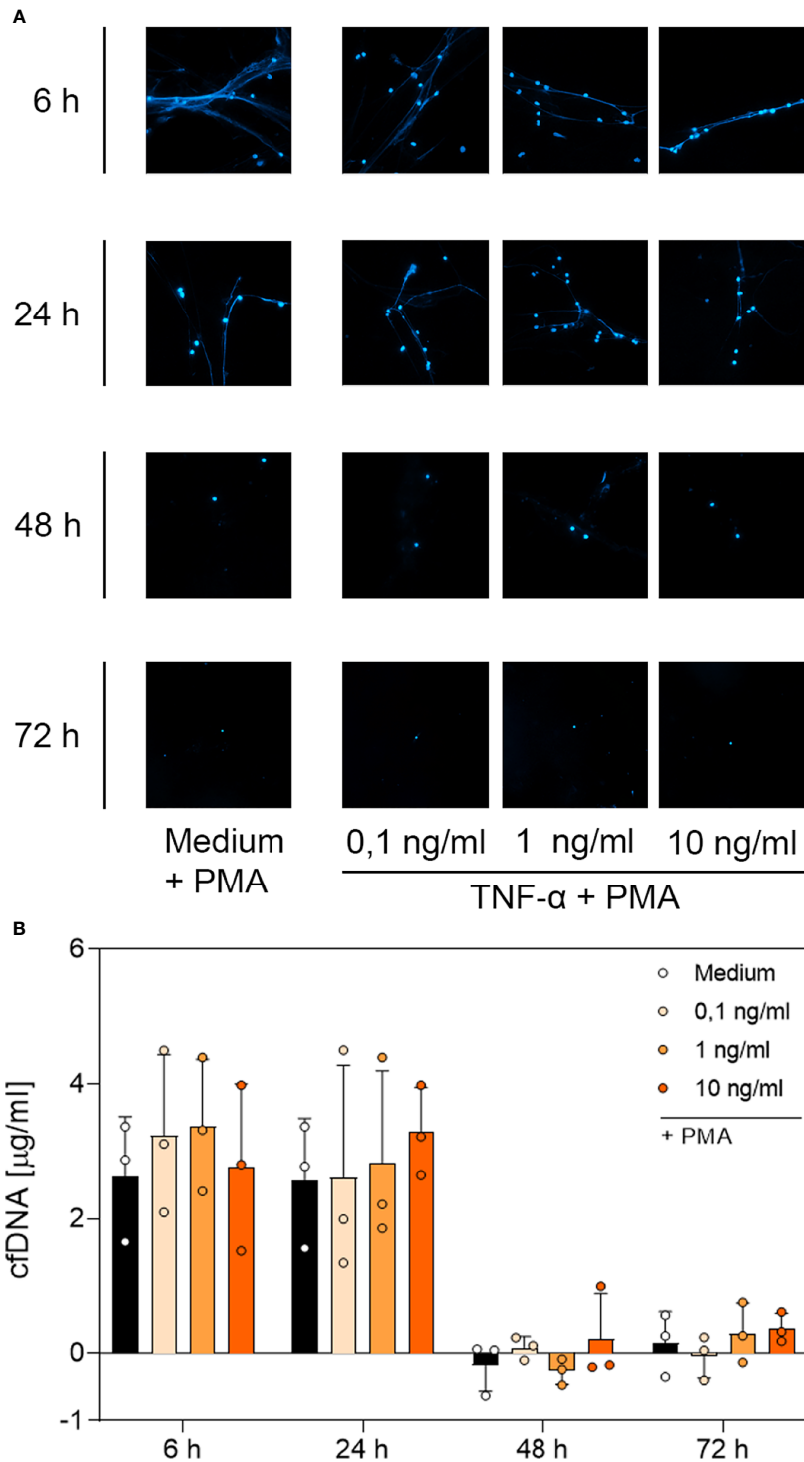 A
6 h
24 h
48 h
72 h
Medium
+ PMA
0,1 ng/ml
1 ng/ml
10 ng/ml
TNF-α + PMA
B
cfDNA [µg/ml]
6
4
2
0
-1
Medium
0,1 ng/ml
1 ng/ml
10 ng/ml
+ PMA
6 h
24 h
48 h
72 h